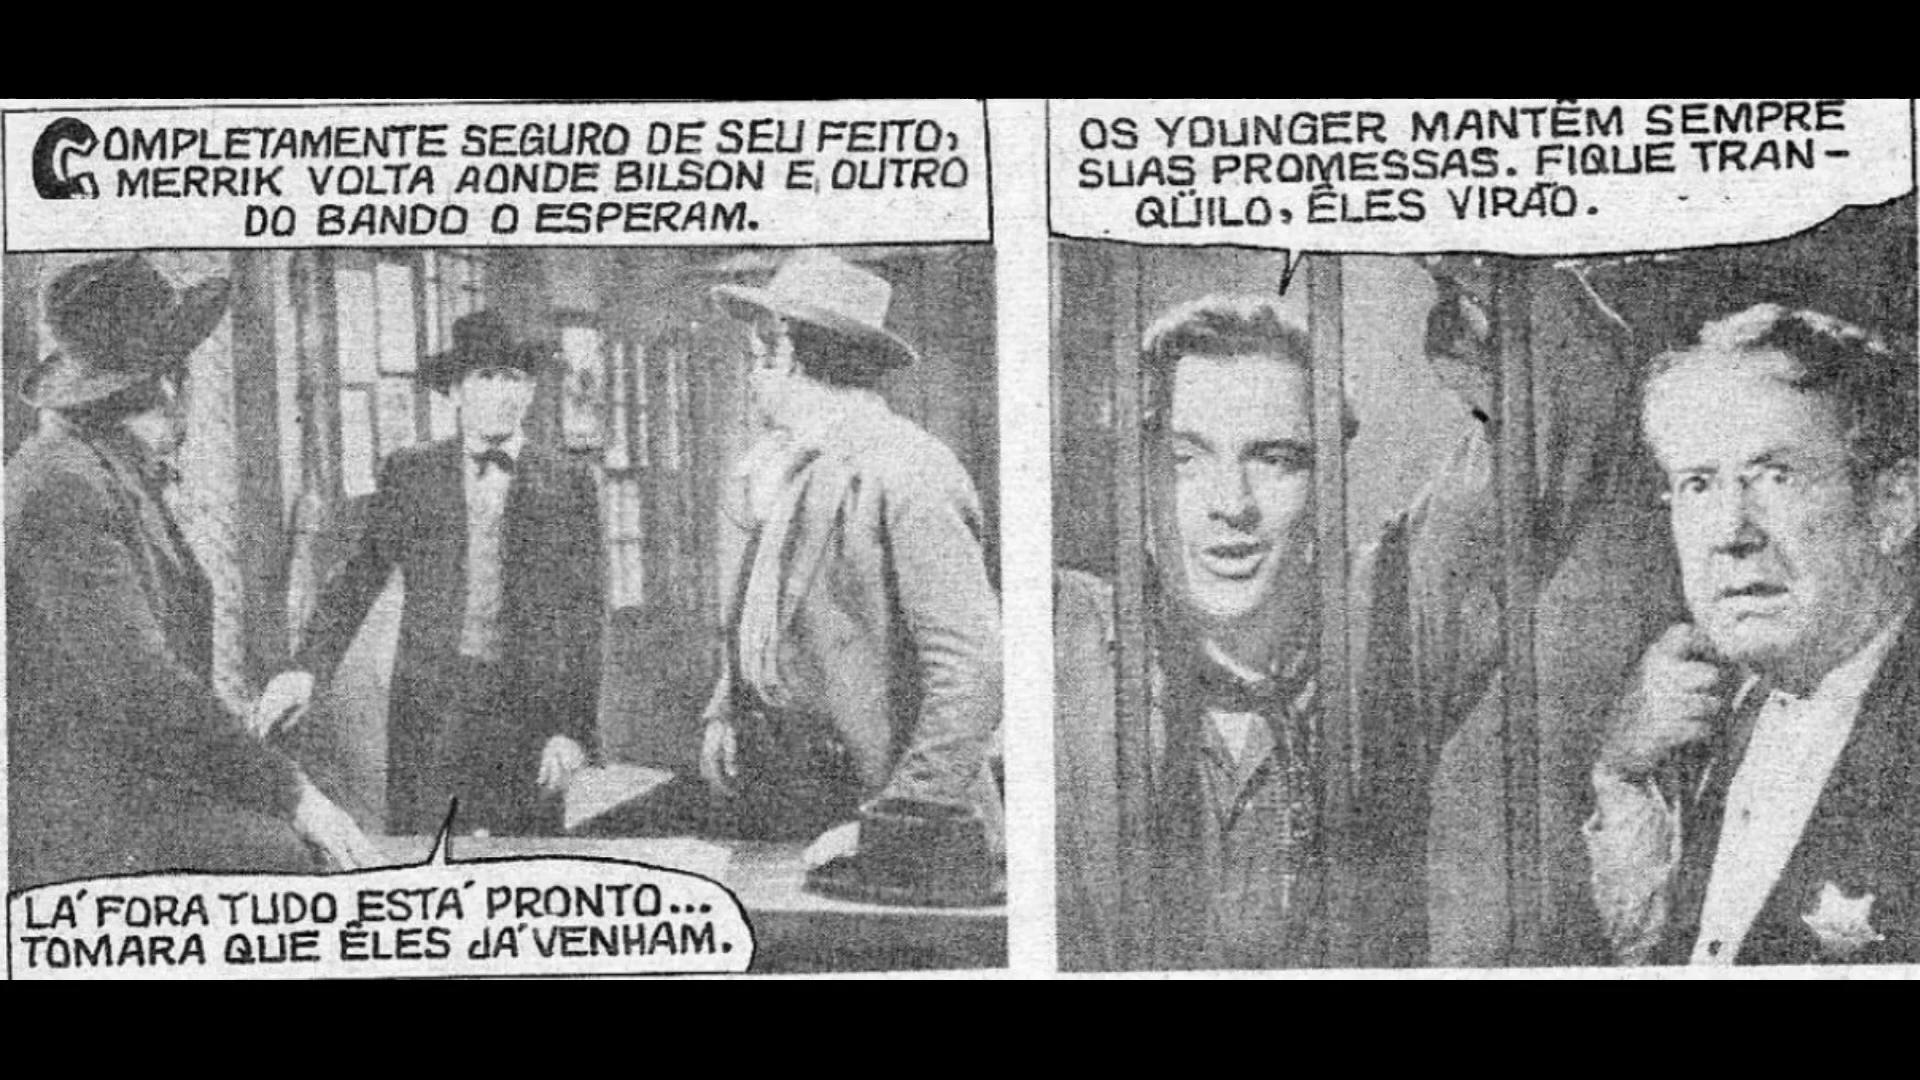 COMPLETAMENTE SEGURO DE SEU FEITO,
MERRIK VOLTA AONDE BILSON E OUTRO
DO BANDO O ESPERAM.
LÁ FORA TUDO ESTÁ PRONTO...
TOMARA QUE ÊLES JÁ VENHAM.
OS YOUNGER MANTÊM SEMPRE
SUAS PROMESSAS. FIQUE TRAN-
QÜILO, ÊLES VIRÃO.